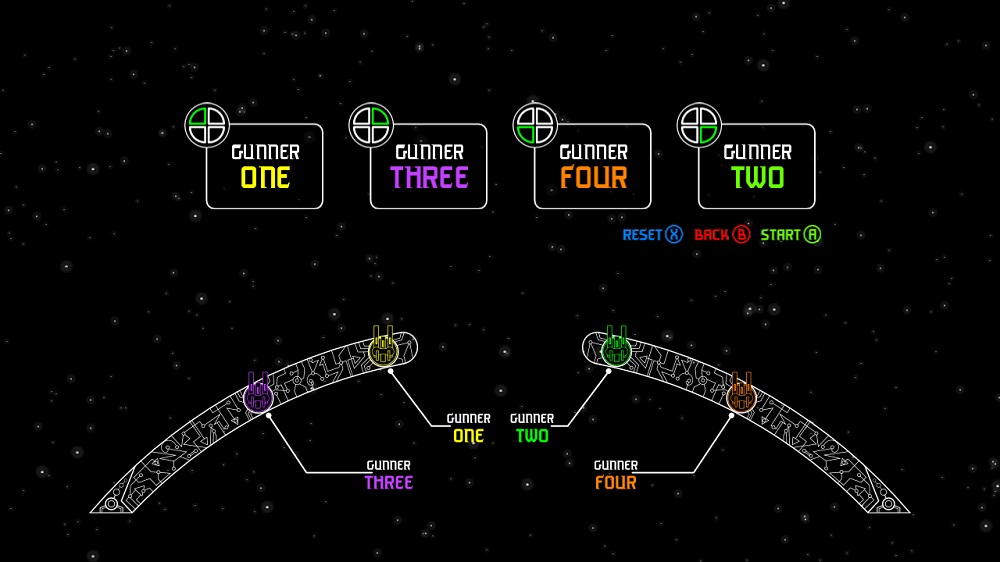 GUNNER
ONE
GUNNER
THREE
GUNNER
FOUR
GUNNER
TWO
RESET X BACK B START A
GUNNER
ONE
GUNNER
TWO
GUNNER
THREE
GUNNER
FOUR